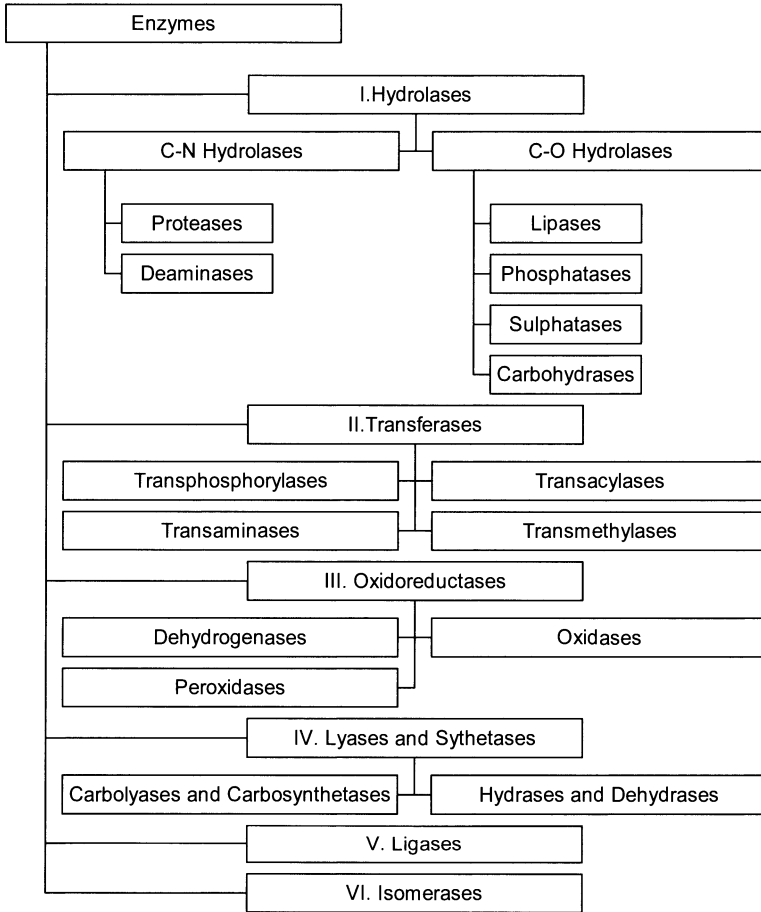 Enzymes
I.Hydrolases
C-N Hydrolases
C-O Hydrolases
Proteases
Lipases
Deaminases
Phosphatases
Sulphatases
Carbohydrases
II.Transferases
Transphosphorylases
Transacylases
Transaminases
Transmethylases
III. Oxidoreductases
Dehydrogenases
Oxidases
Peroxidases
IV. Lyases and Sythetases
Carbolyases and Carbosynthetases
Hydrases and Dehydrases
V. Ligases
VI. Isomerases